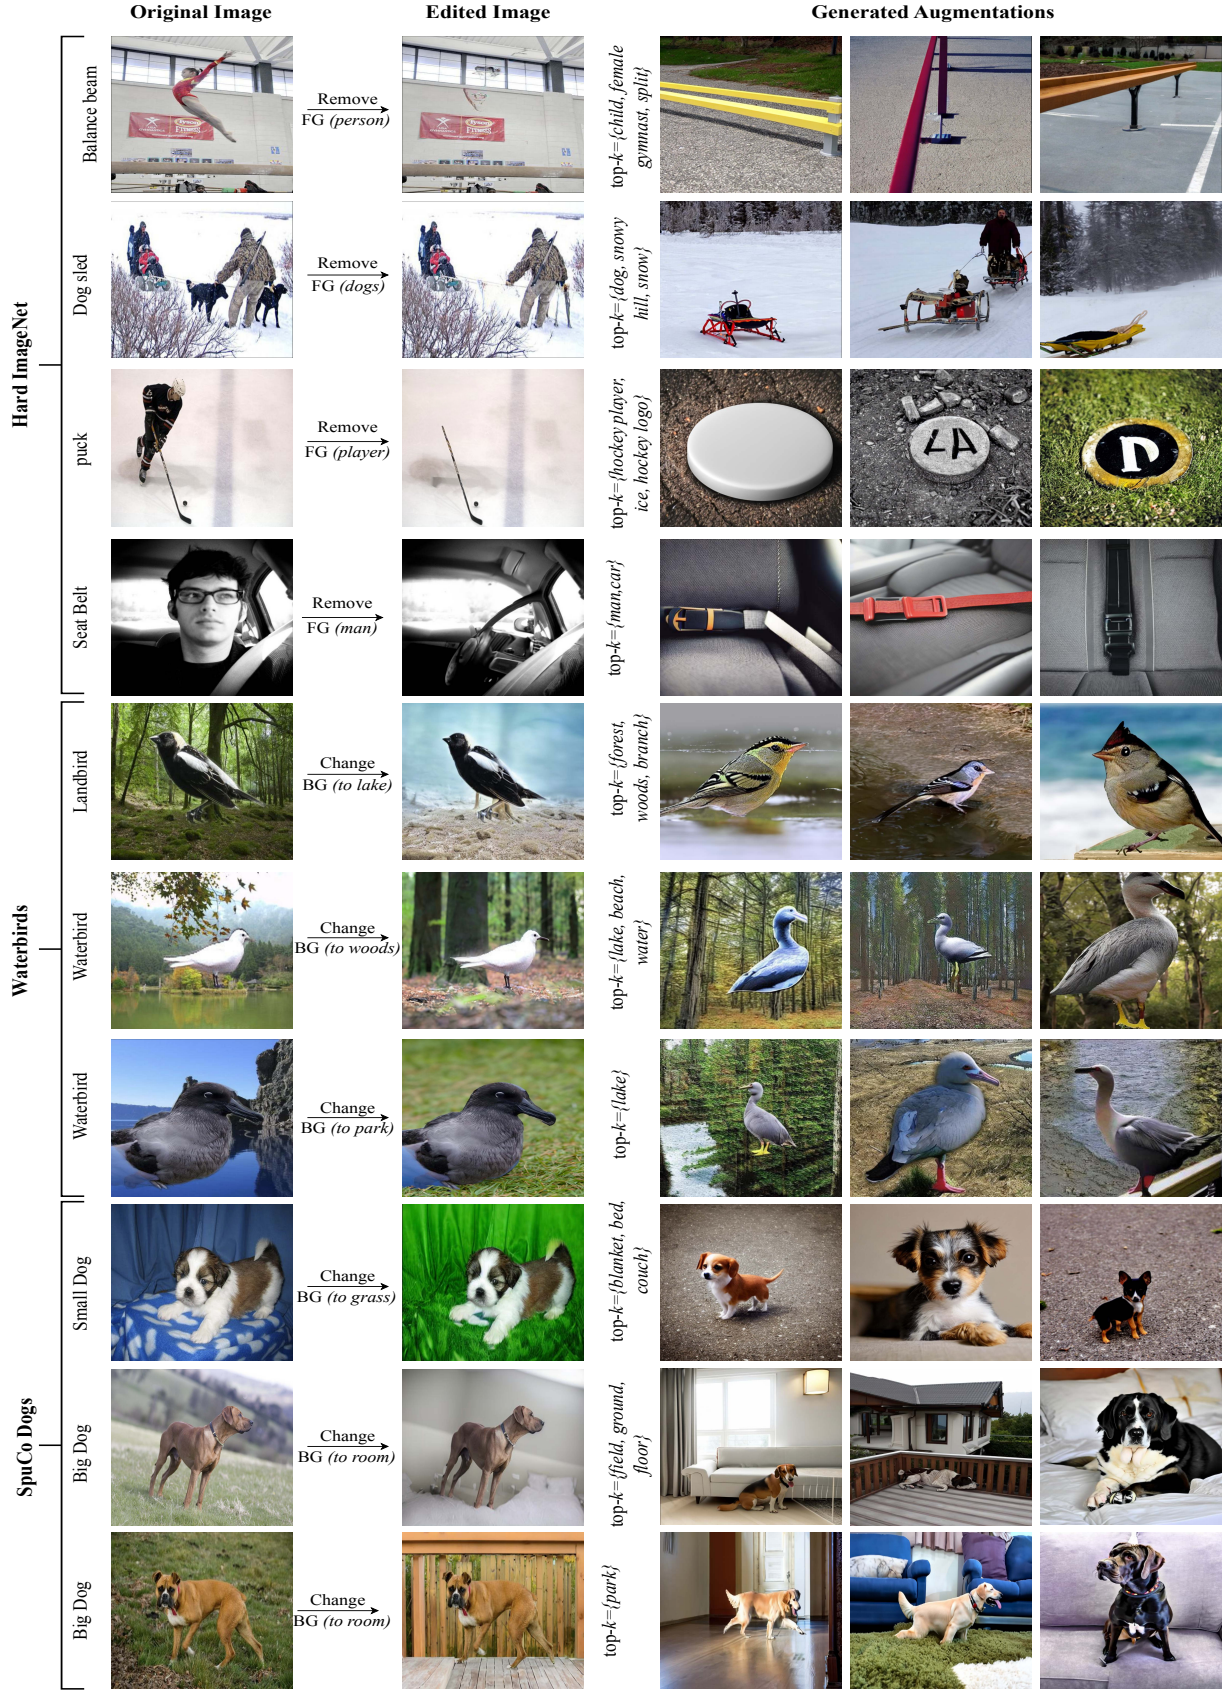 Original Image
Edited Image
Generated Augmentations
Hard ImageNet
Balance beam
Remove
FG (person)
top-k={child, female
gymnast, split}
Dog sled
Remove
FG (dogs)
top-k={dog, snowy
hill, snow}
puck
Remove
FG (player)
top-k={hockey player,
ice, hockey logo}
LA
D
Seat Belt
Remove
FG (man)
top-k={man,car}
Waterbirds
Landbird
Change
BG (to lake)
top-k={forest,
woods, branch}
Waterbird
Change
BG (to woods)
top-k={lake, beach,
water}
Waterbird
Change
BG (to park)
top-k={lake}
SpuCo Dogs
Small Dog
Change
BG (to grass)
top-k={blanket, bed,
couch}
Big Dog
Change
BG (to room)
top-k={field, ground,
floor}
Big Dog
Change
BG (to room)
top-k={park}